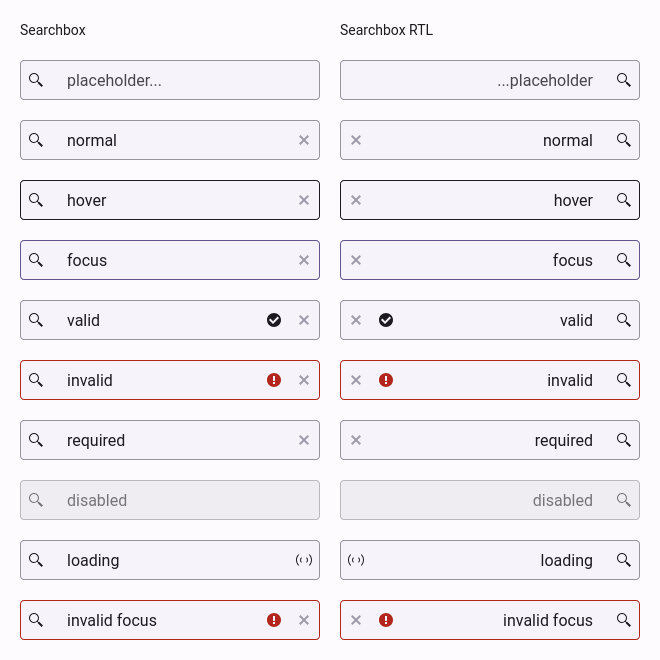 Searchbox
Searchbox RTL
placeholder...
...placeholder
normal
normal
hover
hover
focus
focus
valid
valid
invalid
invalid
required
required
disabled
disabled
loading
loading
invalid focus
invalid focus